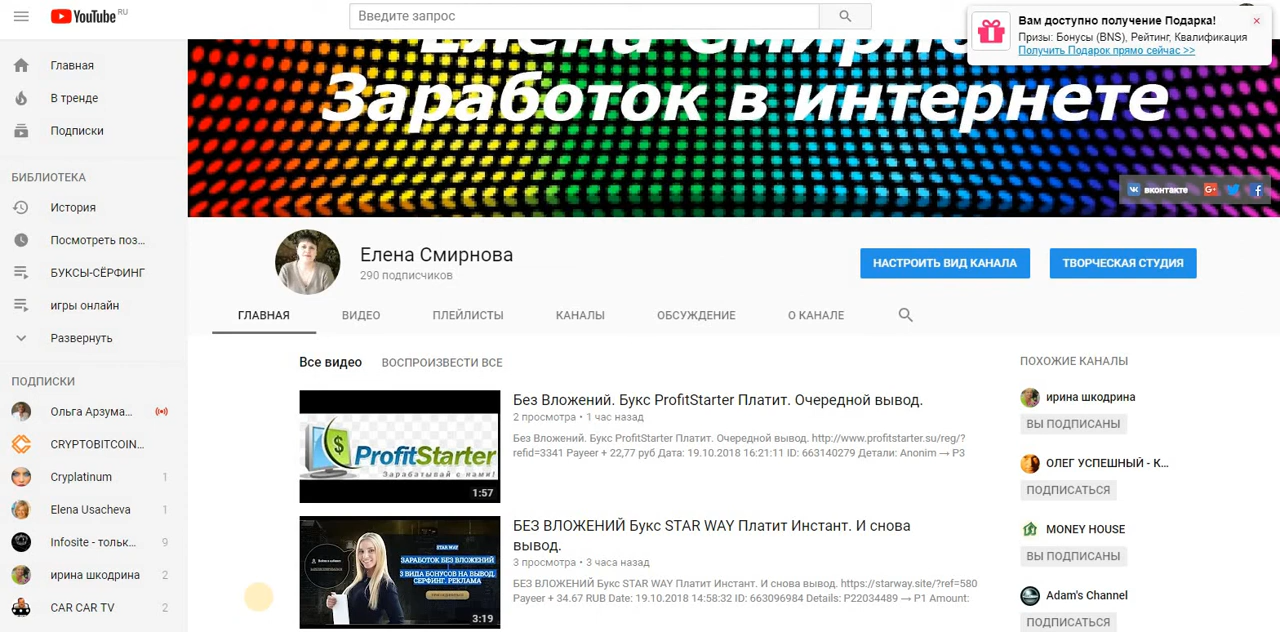 YouTube RU
Введите запрос
Вам доступно получение Подарка!
Призы: Бонусы (BNS), Рейтинг, Квалификация
Получить Подарок прямо сейчас >>
Главная
В тренде
Подписки
БИБЛИОТЕКА
История
Посмотреть поз...
БУКСЫ-СЁРФИНГ
игры онлайн
Развернуть
ПОДПИСКИ
Ольга Арзума...
CRYPTOBITCOIN...
Cryplatinum 1
Elena Usacheva 1
Infosite - тольк... 9
ирина шкодрина 2
CAR CAR TV 2
Елена Смирно
Заработок в интернете
вконтакте
Елена Смирнова
290 подписчиков
НАСТРОИТЬ ВИД КАНАЛА
ТВОРЧЕСКАЯ СТУДИЯ
ГЛАВНАЯ ВИДЕО ПЛЕЙЛИСТЫ КАНАЛЫ ОБСУЖДЕНИЕ О КАНАЛЕ
Все видео ВОСПРОИЗВЕСТИ ВСЕ
ProfitStarter
Зарабатывай с нами!
1:57
Без Вложений. Букс ProfitStarter Платит. Очередной вывод.
2 просмотра • 1 час назад
Без Вложений. Букс ProfitStarter Платит. Очередной вывод. http://www.profitstarter.su/reg/?
refid=3341 Payeer + 22,77 руб Дата: 19.10.2018 16:21:11 ID: 663140279 Детали: Anonim → P3
STAR WAY
ЗАРАБОТОК БЕЗ ВЛОЖЕНИЙ
3 ВИДА БОНУСОВ НА ВЫВОД.
СЕРФИНГ. РЕКЛАМА
3:19
БЕЗ ВЛОЖЕНИЙ Букс STAR WAY Платит Инстант. И снова
вывод.
3 просмотра • 3 часа назад
БЕЗ ВЛОЖЕНИЙ Букс STAR WAY Платит Инстант. И снова вывод. https://starway.site/?ref=580
Payeer + 34.67 RUB Date: 19.10.2018 14:58:32 ID: 663096984 Details: P22034489 → P1 Amount:
ПОХОЖИЕ КАНАЛЫ
ирина шкодрина
ВЫ ПОДПИСАНЫ
ОЛЕГ УСПЕШНЫЙ - К...
ПОДПИСАТЬСЯ
MONEY HOUSE
ВЫ ПОДПИСАНЫ
Adam's Channel
ПОДПИСАТЬСЯ